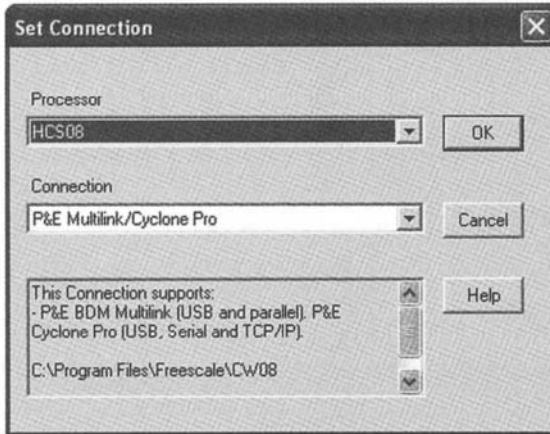 Set Connection
Processor
HCS08
OK
Connection
P&E Multilink/Cyclone Pro
Cancel
This Connection supports:
- P&E BDM Multilink (USB and parallel). P&E
Cyclone Pro (USB, Serial and TCP/IP).
C:\Program Files\Freescale\CW08
Help